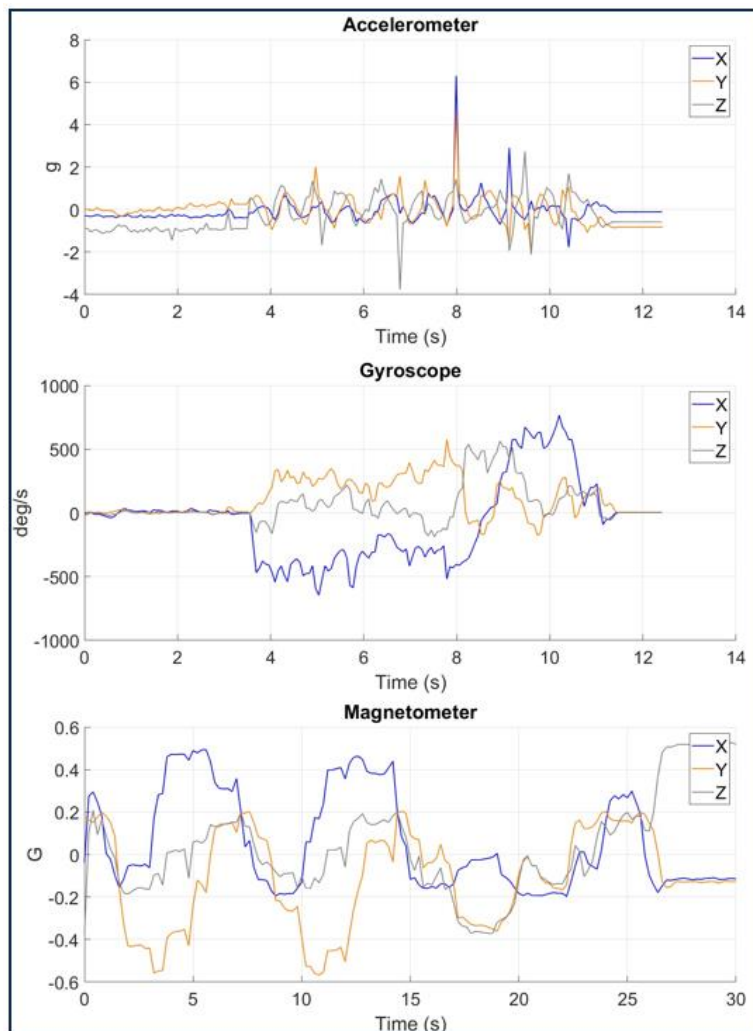 Accelerometer
8
6
4
2
0
-2
-4
g
X
Y
Z
0 2 4 6 8 10 12 14
Time (s)
Gyroscope
1000
500
0
-500
-1000
deg/s
X
Y
Z
0 2 4 6 8 10 12 14
Time (s)
Magnetometer
0.6
0.4
0.2
0
-0.2
-0.4
-0.6
G
X
Y
Z
0 5 10 15 20 25 30
Time (s)